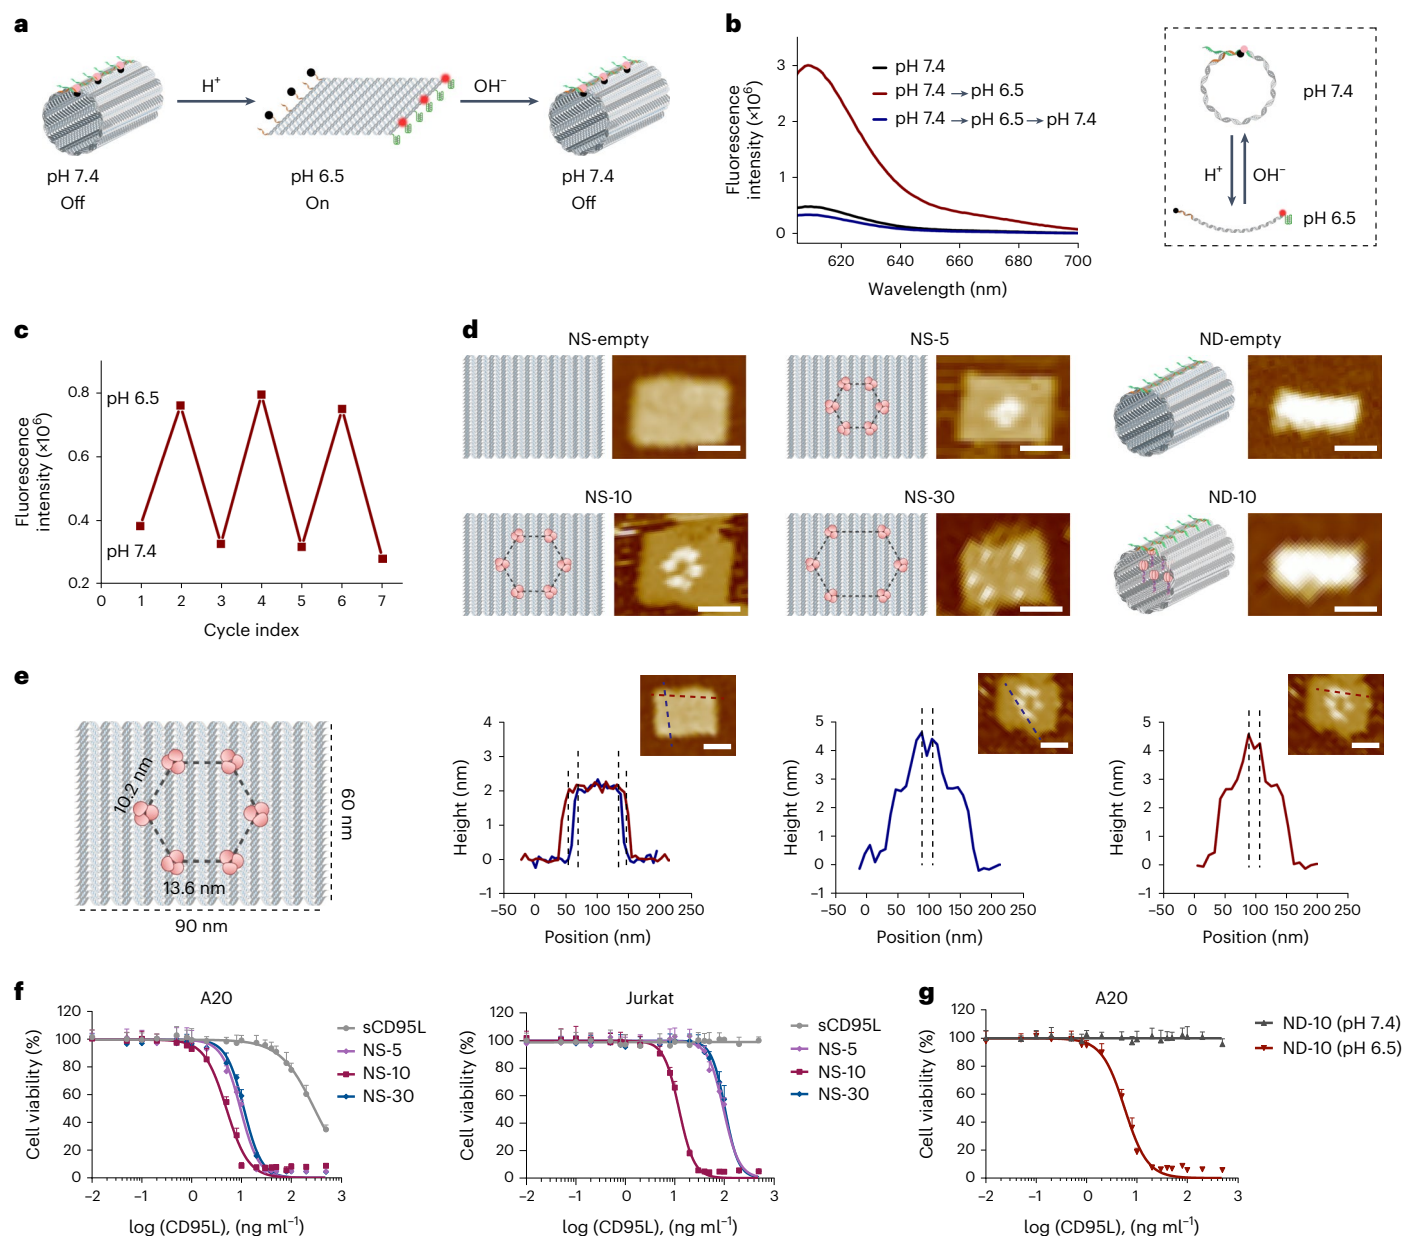 a
H⁺
OH⁻
pH 7.4
Off
pH 6.5
On
pH 7.4
Off
b
Fluorescence
intensity (×10⁶)
3
2
1
0
pH 7.4
pH 7.4 → pH 6.5
pH 7.4 → pH 6.5 → pH 7.4
620
640
660
680
700
Wavelength (nm)
pH 7.4
H⁺
OH⁻
pH 6.5
c
Fluorescence
intensity (×10⁶)
0.8
0.6
0.4
0.2
pH 6.5
pH 7.4
0 1 2 3 4 5 6 7
Cycle index
d
NS-empty
NS-5
ND-empty
NS-10
NS-30
ND-10
e
10.2 nm
13.6 nm
60 nm
90 nm
Height (nm)
4
3
2
1
0
−1
−50 0 50 100 150 200 250
Position (nm)
Height (nm)
5
4
3
2
1
0
−1
−50 0 50 100 150 200 250
Position (nm)
Height (nm)
5
4
3
2
1
0
−1
−50 0 50 100 150 200 250
Position (nm)
f
A20
Cell viability (%)
120
100
80
60
40
20
0
−2 −1 0 1 2 3
log (CD95L), (ng ml⁻¹)
sCD95L
NS-5
NS-10
NS-30
Jurkat
Cell viability (%)
120
100
80
60
40
20
0
−2 −1 0 1 2 3
log (CD95L), (ng ml⁻¹)
sCD95L
NS-5
NS-10
NS-30
g
A20
Cell viability (%)
120
100
80
60
40
20
0
−2 −1 0 1 2 3
log (CD95L), (ng ml⁻¹)
ND-10 (pH 7.4)
ND-10 (pH 6.5)